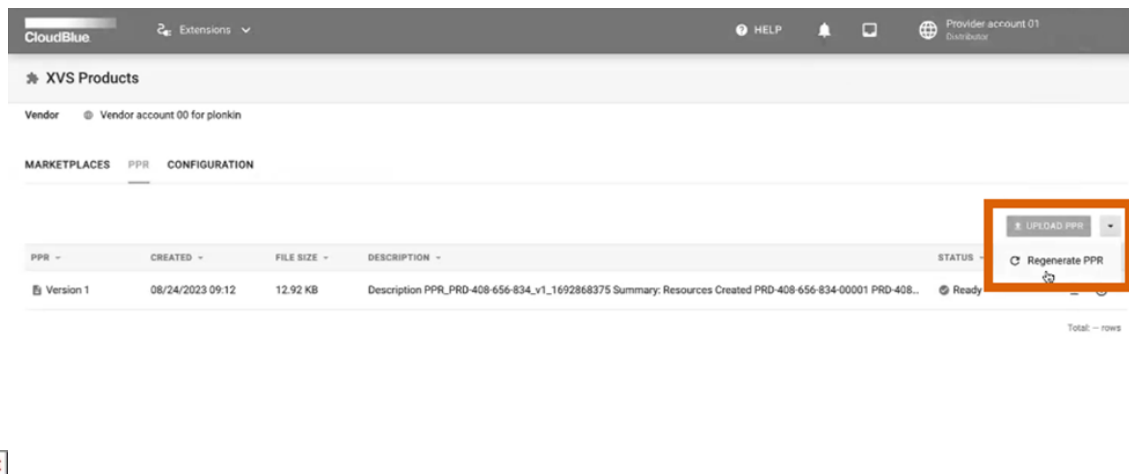 CloudBlue
Extensions
HELP
Provider account 01
Distributor
XVS Products
Vendor Vendor account 00 for plonkin
MARKETPLACES PPR CONFIGURATION
UPLOAD PPR
Regenerate PPR
PPR CREATED FILE SIZE DESCRIPTION STATUS
Version 1 08/24/2023 09:12 12.92 KB Description PPR_PRD-408-656-834_v1_1692868375 Summary: Resources Created PRD-408-656-834-00001 PRD-408... Ready
Total: — rows